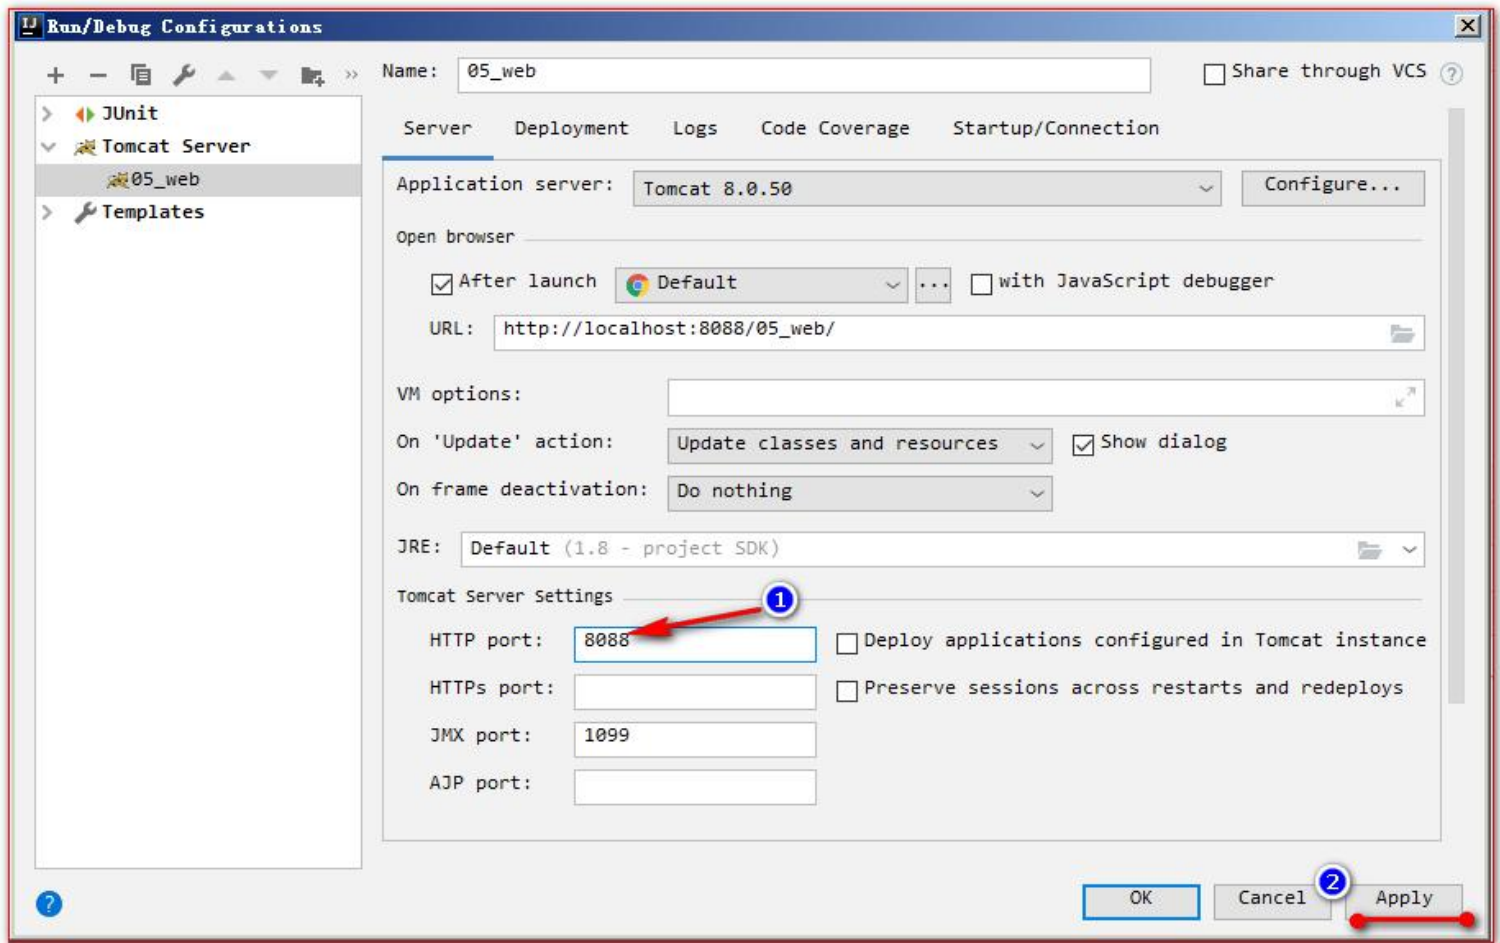 Run/Debug Configurations
Name: 05_web Share through VCS ?
JUnit
Tomcat Server
05_web
Templates
Server Deployment Logs Code Coverage Startup/Connection
Application server: Tomcat 8.0.50 Configure...
Open browser
After launch Default ... with JavaScript debugger
URL: http://localhost:8088/05_web/
VM options:
On 'Update' action: Update classes and resources Show dialog
On frame deactivation: Do nothing
JRE: Default (1.8 - project SDK)
Tomcat Server Settings 1
HTTP port: 8088 Deploy applications configured in Tomcat instance
HTTPs port: Preserve sessions across restarts and redeploys
JMX port: 1099
AJP port:
? OK Cancel 2 Apply